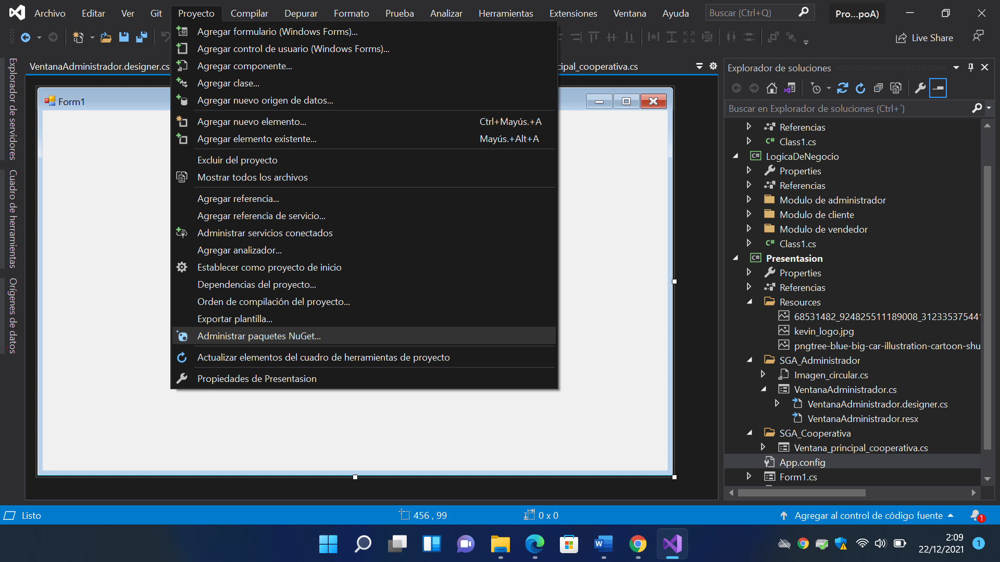 Archivo Editar Ver Git Proyecto Compilar Depurar Formato Prueba Analizar Herramientas Extensiones Ventana Ayuda Buscar (Ctrl+Q) Pro...poA)
Live Share
VentanaAdministrador.designer.cs
cipal_cooperativa.cs
Explorador de servidores
Cuadro de herramientas
Orígenes de datos
Form1
Agregar formulario (Windows Forms)...
Agregar control de usuario (Windows Forms)...
Agregar componente...
Agregar clase...
Agregar nuevo origen de datos...
Agregar nuevo elemento... Ctrl+Mayús.+A
Agregar elemento existente... Mayús.+Alt+A
Excluir del proyecto
Mostrar todos los archivos
Agregar referencia...
Agregar referencia de servicio...
Administrar servicios conectados
Agregar analizador...
Establecer como proyecto de inicio
Dependencias del proyecto...
Orden de compilación del proyecto...
Exportar plantilla...
Administrar paquetes NuGet...
Actualizar elementos del cuadro de herramientas de proyecto
Propiedades de Presentasion
Explorador de soluciones
Buscar en Explorador de soluciones (Ctrl+´)
Referencias
C# Class1.cs
C# LogicaDeNegocio
Properties
Referencias
Modulo de administrador
Modulo de cliente
Modulo de vendedor
C# Class1.cs
C# Presentasion
Properties
Referencias
Resources
68531482_924825511189008_31233537544
kevin_logo.jpg
pngtree-blue-big-car-illustration-cartoon-shu
SGA_Administrador
Imagen_circular.cs
VentanaAdministrador.cs
VentanaAdministrador.designer.cs
VentanaAdministrador.resx
SGA_Cooperativa
Ventana_principal_cooperativa.cs
App.config
Form1.cs
Listo
456 , 99
0 x 0
Agregar al control de código fuente
1
W
2:09
22/12/2021
1